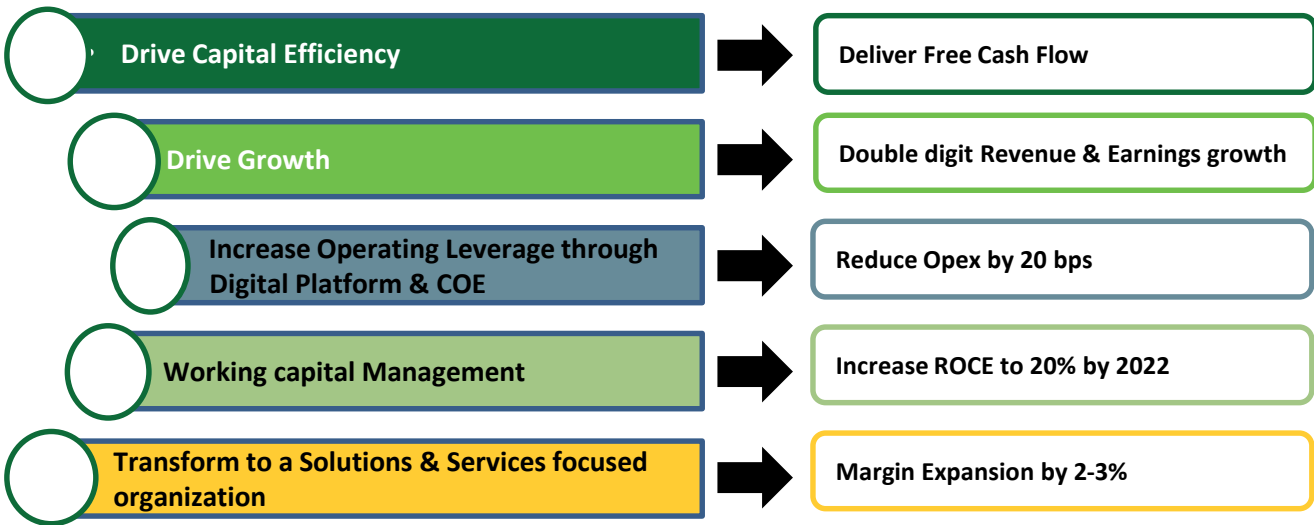 Drive Capital Efficiency
Deliver Free Cash Flow
Drive Growth
Double digit Revenue & Earnings growth
Increase Operating Leverage through
Digital Platform & COE
Reduce Opex by 20 bps
Working capital Management
Increase ROCE to 20% by 2022
Transform to a Solutions & Services focused
organization
Margin Expansion by 2-3%